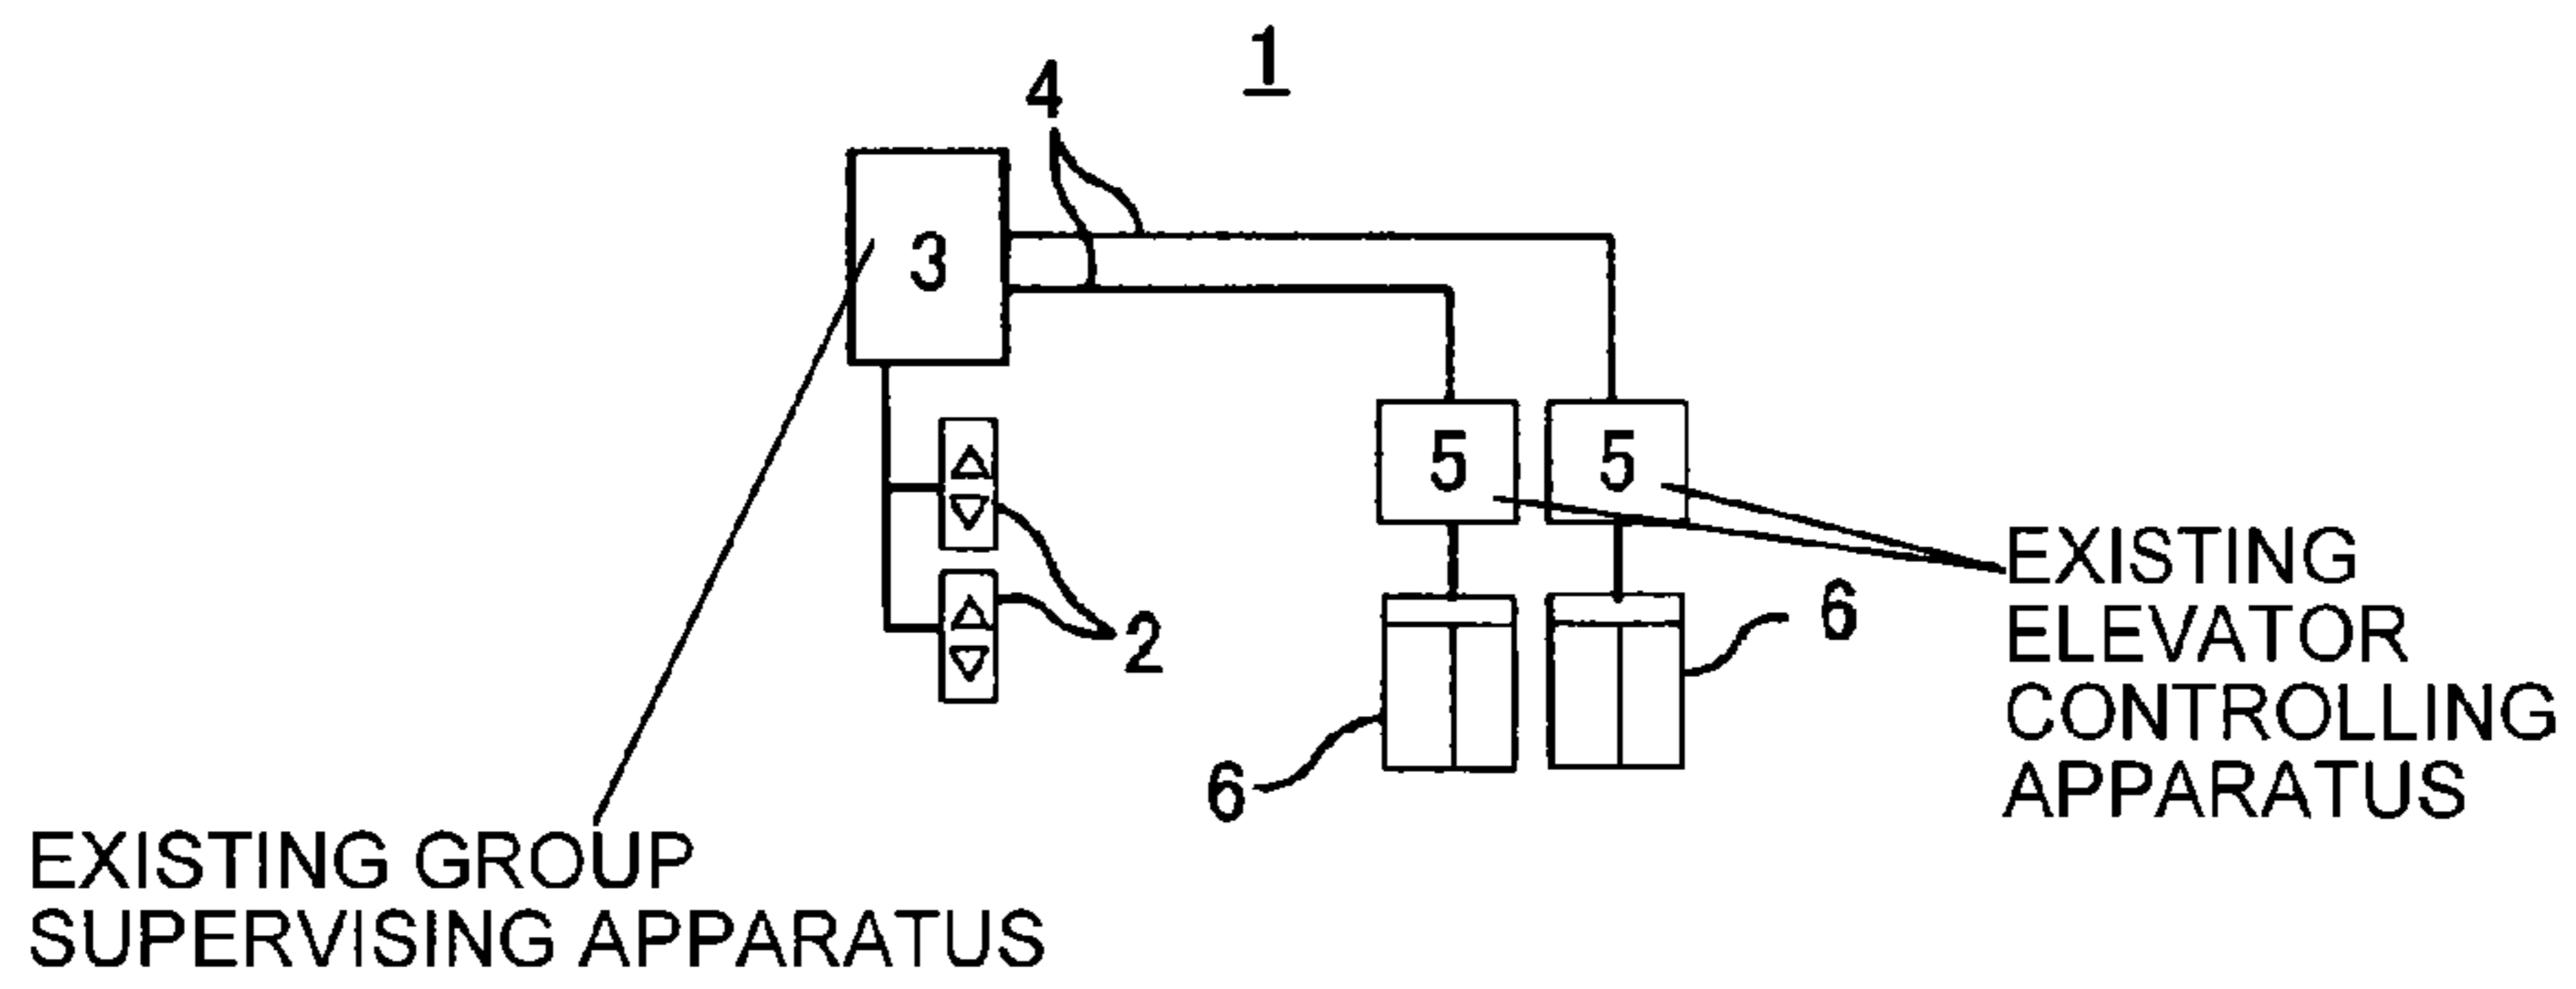 1
4
3
5
5
2
6
6
EXISTING
ELEVATOR
CONTROLLING
APPARATUS
EXISTING GROUP
SUPERVISING APPARATUS